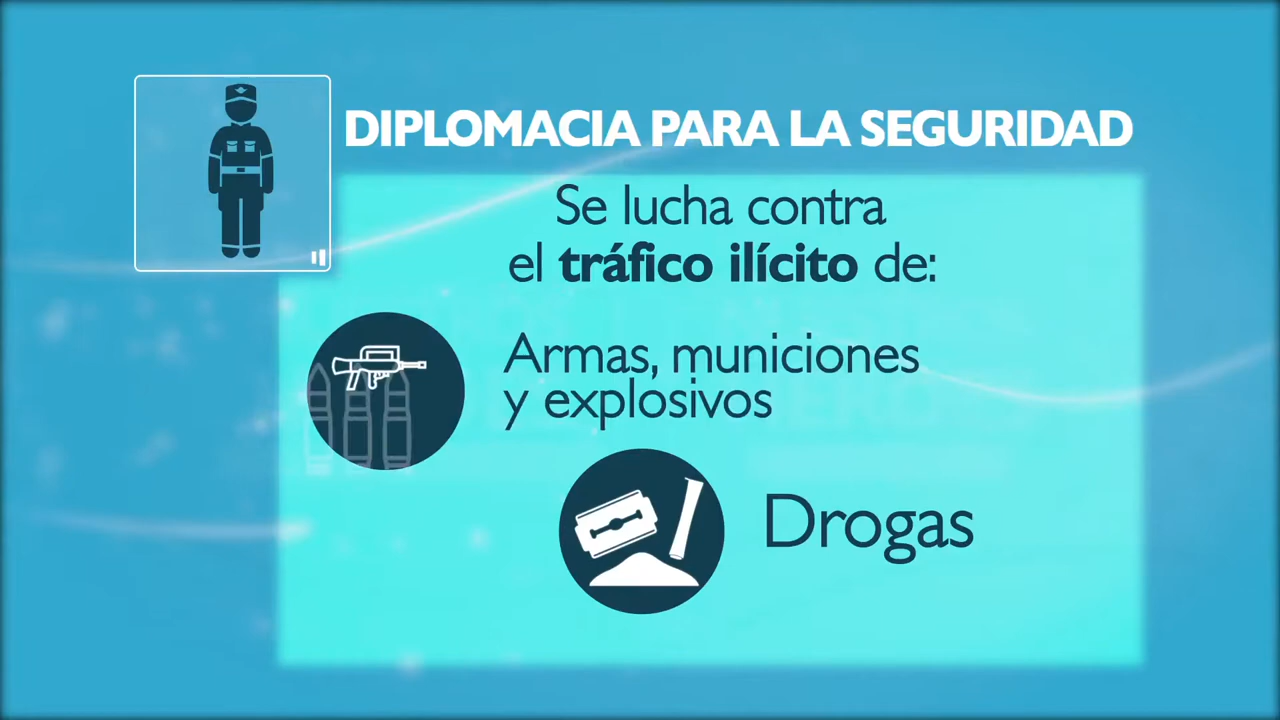 DIPLOMACIA PARA LA SEGURIDAD
Se lucha contra
el tráfico ilícito de:
Armas, municiones
y explosivos
Drogas